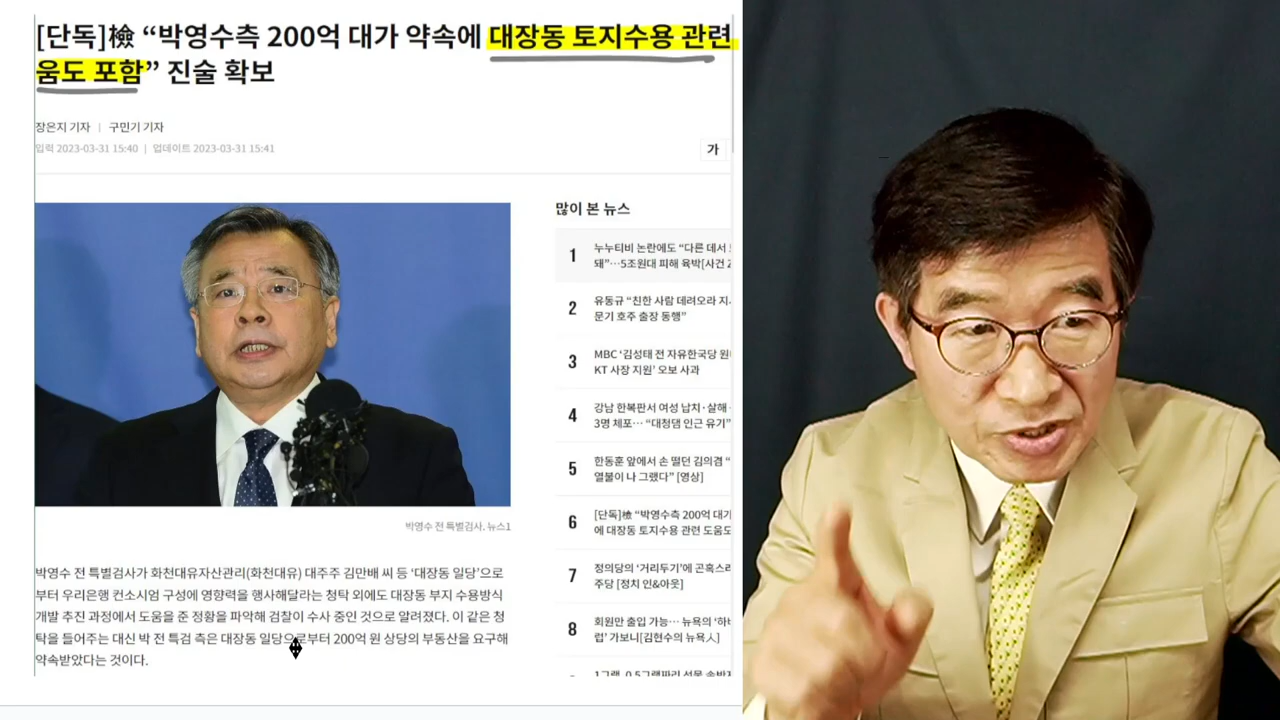 [단독]檢 “박영수측 200억 대가 약속에 대장동 토지수용 관련
움도 포함” 진술 확보
장은지 기자 | 구민기 기자
입력 2023-03-31 15:40 | 업데이트 2023-03-31 15:41
가
많이 본 뉴스
1 누누티비 논란에도 “다른 데서
돼”…5조원대 피해 육박[사건
2 유동규 “친한 사람 데려오라
문기 호주 출장 동행”
3 MBC ‘김성태 전 자유한국당
KT 사장 지원’ 오보 사과
4 강남 한복판서 여성 납치·살해
3명 체포… “대청댐 인근 유기”
5 한동훈 앞에서 손 떨던 김의겸 “
열불이 나 그랬다” [영상]
6 [단독]檢 “박영수측 200억 대가
에 대장동 토지수용 관련 도움도
7 정의당의 ‘거리두기’에 곤혹스
주당 [정치 인&아웃]
8 회원만 출입 가능… 뉴욕의 ‘하
럽’ 가보니[김현수의 뉴욕人]
박영수 전 특별검사. 뉴스1
박영수 전 특별검사가 화천대유자산관리(화천대유) 대주주 김만배 씨 등 ‘대장동 일당’으로
부터 우리은행 컨소시엄 구성에 영향력을 행사해달라는 청탁 외에도 대장동 부지 수용방식
개발 추진 과정에서 도움을 준 정황을 파악해 검찰이 수사 중인 것으로 알려졌다. 이 같은 청
탁을 들어주는 대신 박 전 특검 측은 대장동 일당으로부터 200억 원 상당의 부동산을 요구해
약속받았다는 것이다.